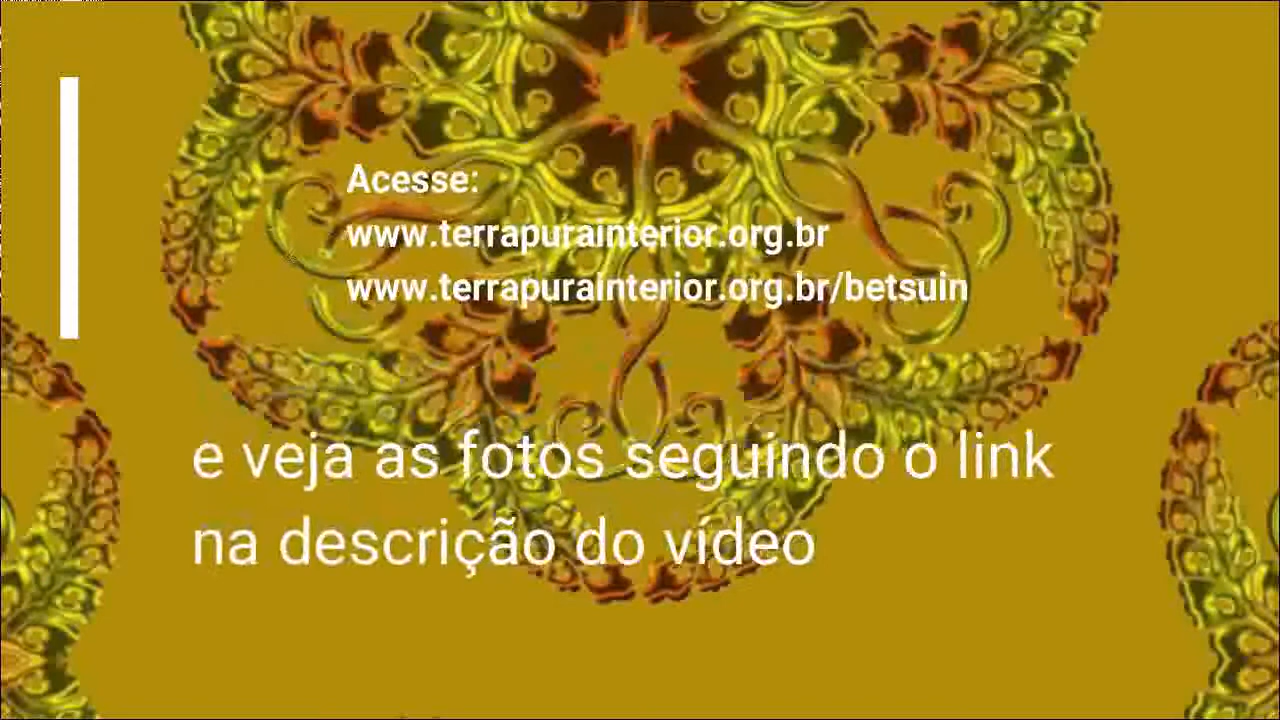 Acesse:
www.terrapurainterior.org.br
www.terrapurainterior.org.br/betsuin
e veja as fotos seguindo o link
na descrição do vídeo